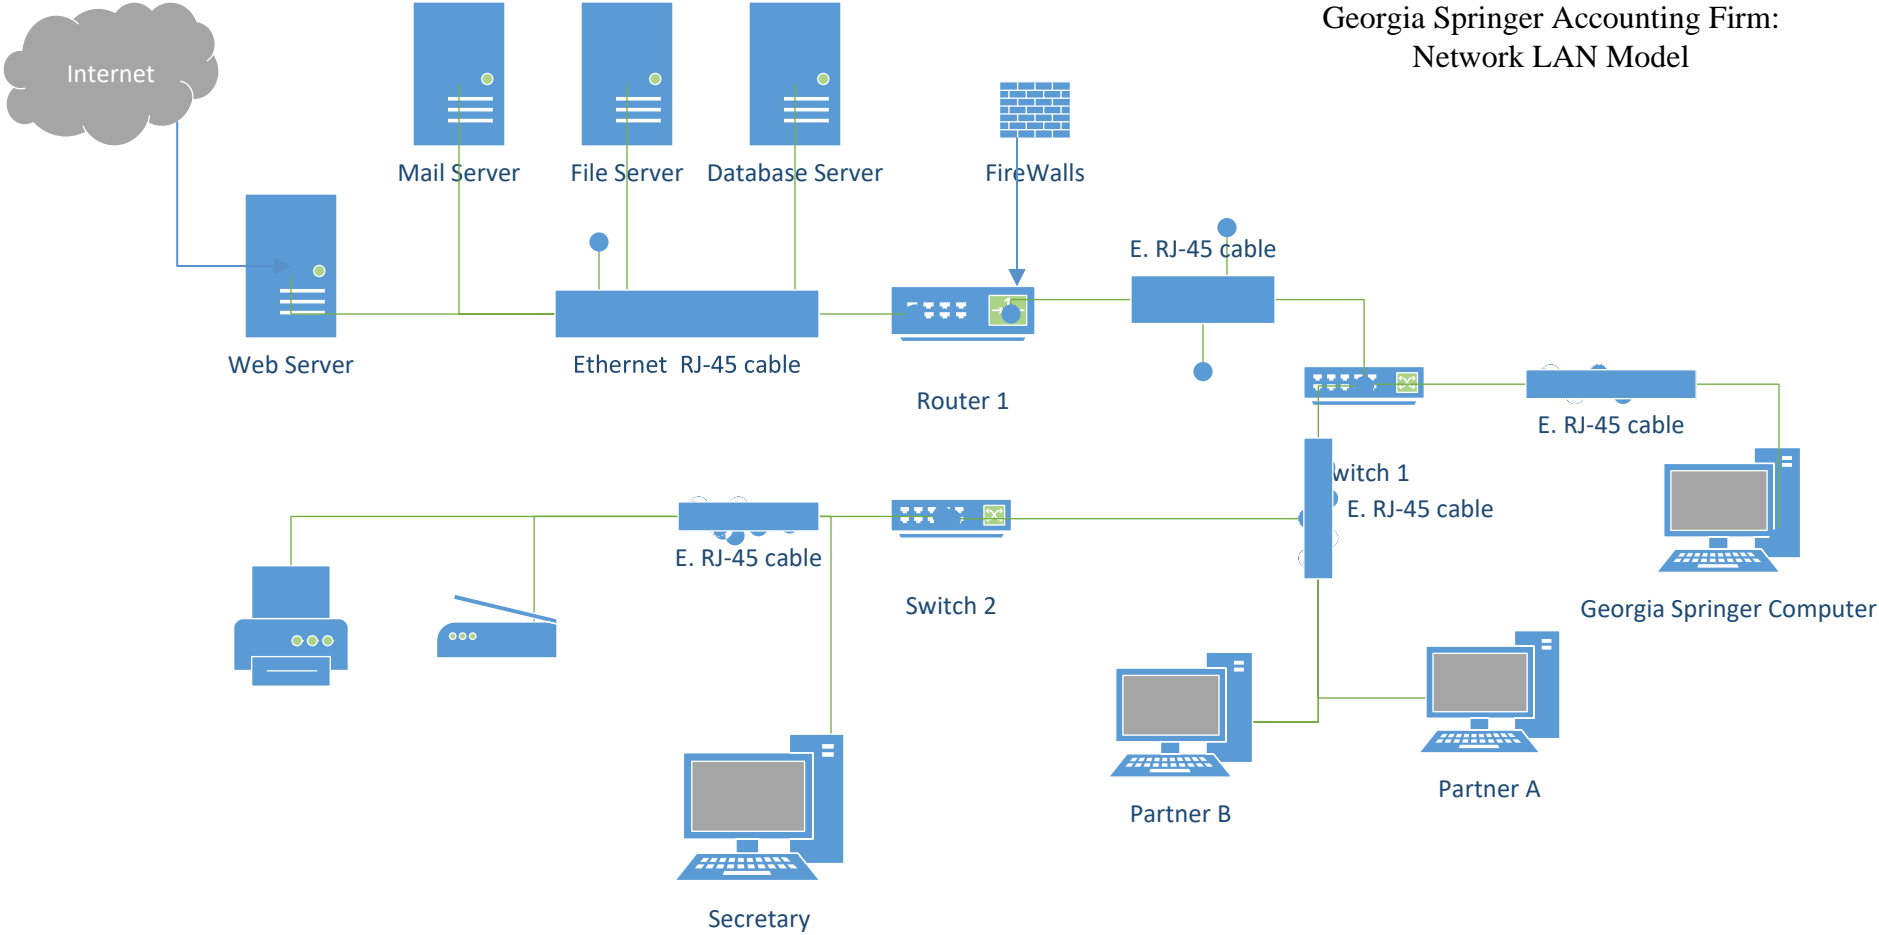 Georgia Springer Accounting Firm:
Network LAN Model
Internet
Mail Server
File Server
Database Server
FireWalls
E. RJ-45 cable
Web Server
Ethernet  RJ-45 cable
Router 1
E. RJ-45 cable
witch 1
E. RJ-45 cable
E. RJ-45 cable
Switch 2
Georgia Springer Computer
Partner A
Partner B
Secretary